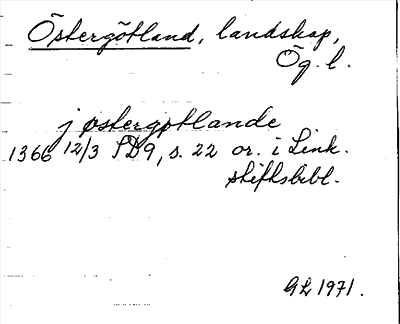 Östergötland, landskap,
Ög. l.
j østergøtlande
1366 12/3 SD9, s. 22 or. i Link.
stiftsbibl.
GL 1971.